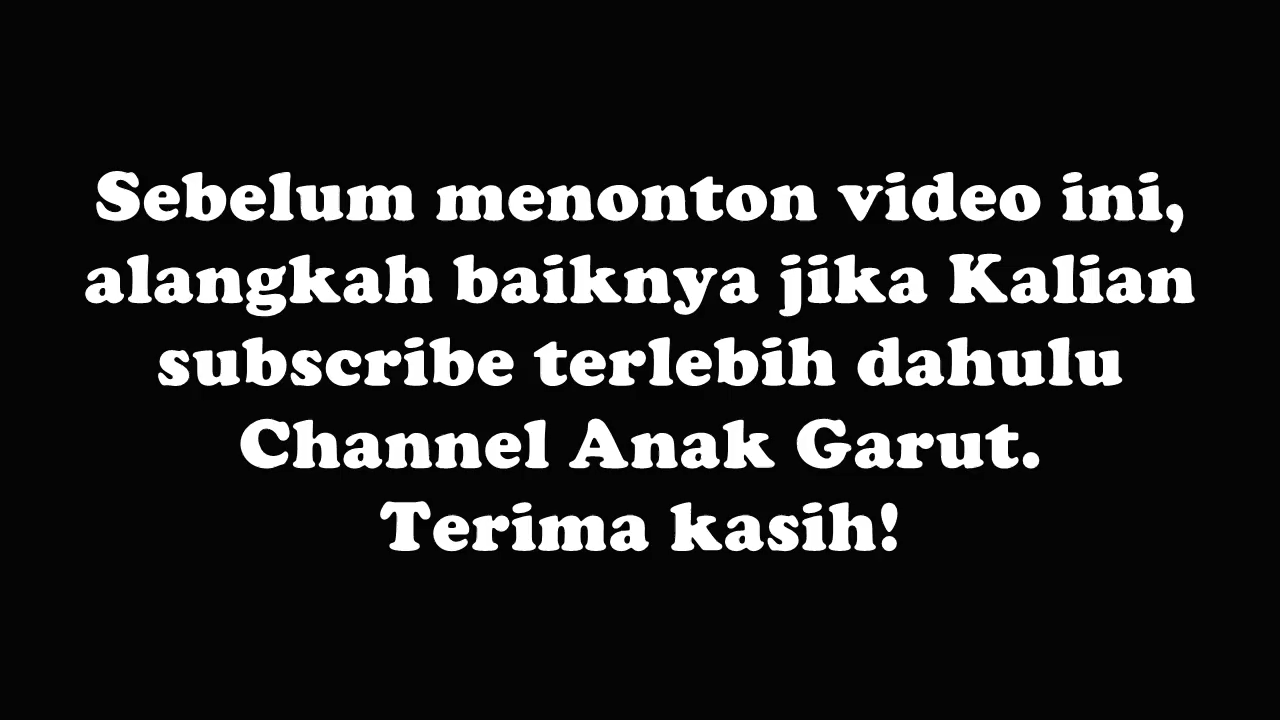 Sebelum menonton video ini,
alangkah baiknya jika Kalian
subscribe terlebih dahulu
Channel Anak Garut.
Terima kasih!